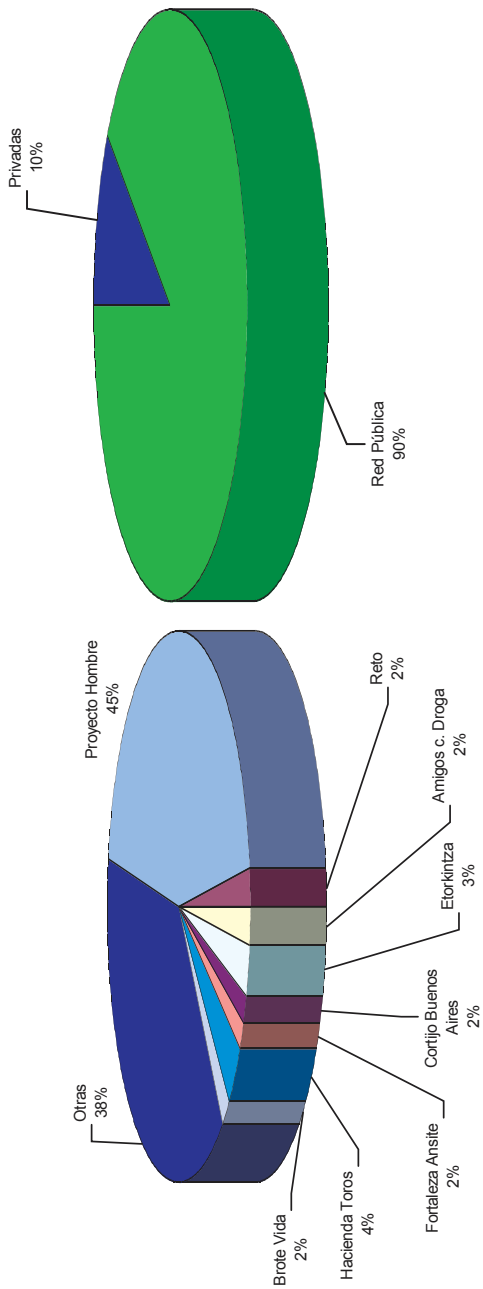 Otras
38%
Proyecto Hombre
45%
Brote Vida
2%
Hacienda Toros
4%
Fortaleza Ansite
2%
Cortijo Buenos
Aires
2%
Etorkintza
3%
Amigos c. Droga
2%
Reto
2%
Privadas
10%
Red Pública
90%